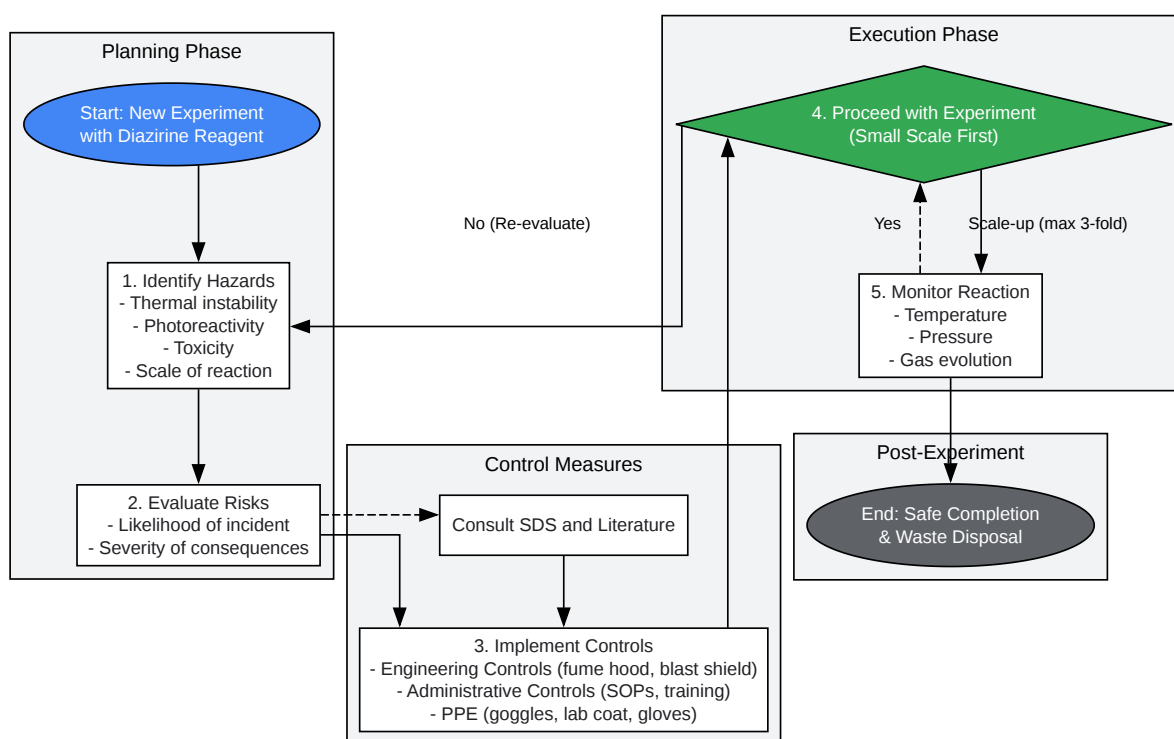 Planning Phase
Start: New Experiment
with Diazirine Reagent
1. Identify Hazards
- Thermal instability
- Photoreactivity
- Toxicity
- Scale of reaction
2. Evaluate Risks
- Likelihood of incident
- Severity of consequences
Control Measures
Consult SDS and Literature
3. Implement Controls
- Engineering Controls (fume hood, blast shield)
- Administrative Controls (SOPs, training)
- PPE (goggles, lab coat, gloves)
Execution Phase
4. Proceed with Experiment
(Small Scale First)
No (Re-evaluate)
Yes
Scale-up (max 3-fold)
5. Monitor Reaction
- Temperature
- Pressure
- Gas evolution
Post-Experiment
End: Safe Completion
& Waste Disposal